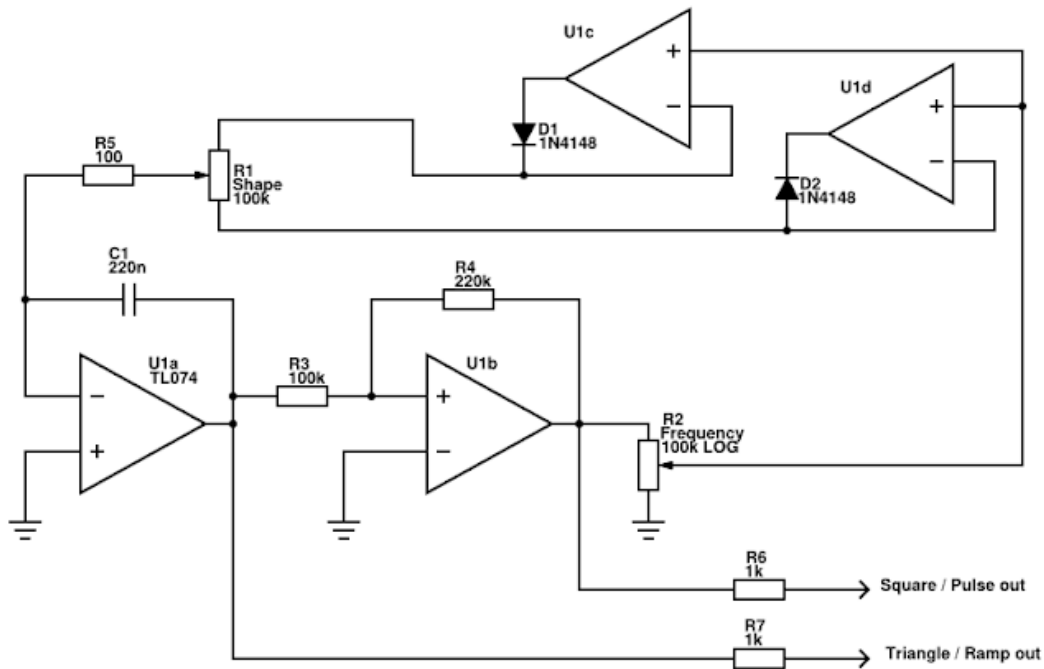 U1c
+
−
U1d
+
−
D1
1N4148
D2
1N4148
R5
100
R1
Shape
100k
C1
220n
R4
220k
U1a
TL074
−
+
R3
100k
U1b
+
−
R2
Frequency
100k LOG
R6
1k
Square / Pulse out
R7
1k
Triangle / Ramp out